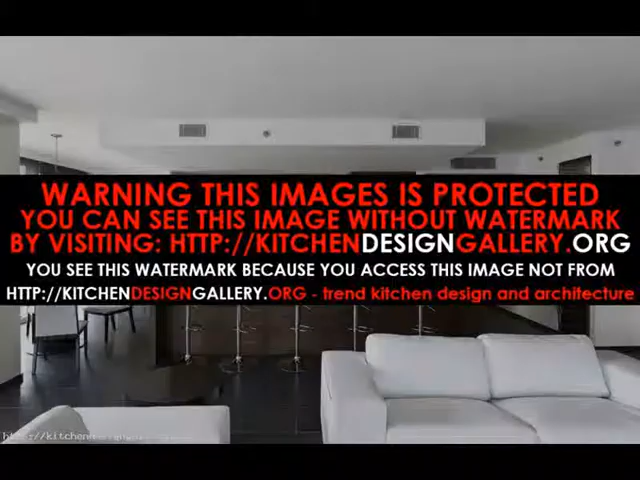 WARNING THIS IMAGES IS PROTECTED
YOU CAN SEE THIS IMAGE WITHOUT WATERMARK
BY VISITING: HTTP://KITCHENDESIGNGALLERY.ORG
YOU SEE THIS WATERMARK BECAUSE YOU ACCESS THIS IMAGE NOT FROM
HTTP://KITCHENDESIGNGALLERY.ORG - trend kitchen design and architecture